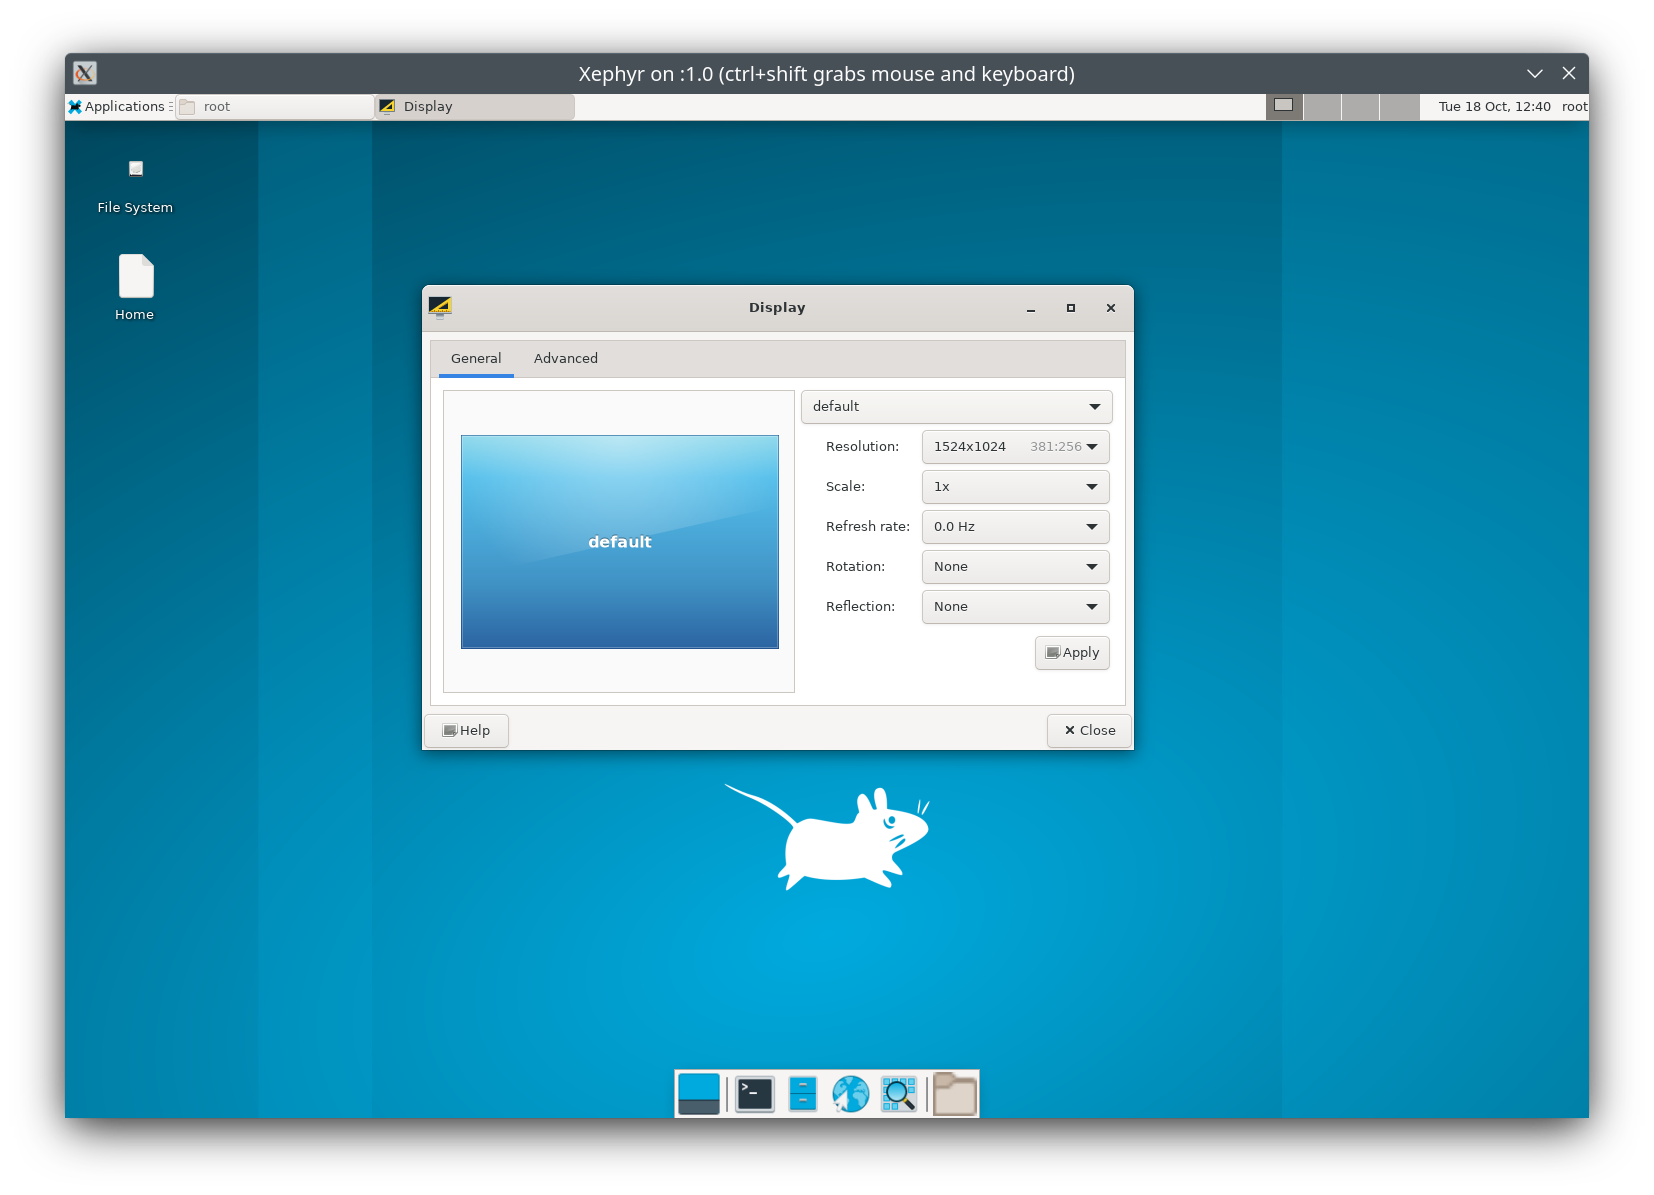 Xephyr on :1.0 (ctrl+shift grabs mouse and keyboard)
Applications root Display Tue 18 Oct, 12:40 root
File System
Home
Display
General Advanced
default
default
Resolution: 1524x1024 381:256
Scale: 1x
Refresh rate: 0.0 Hz
Rotation: None
Reflection: None
Apply
Help Close